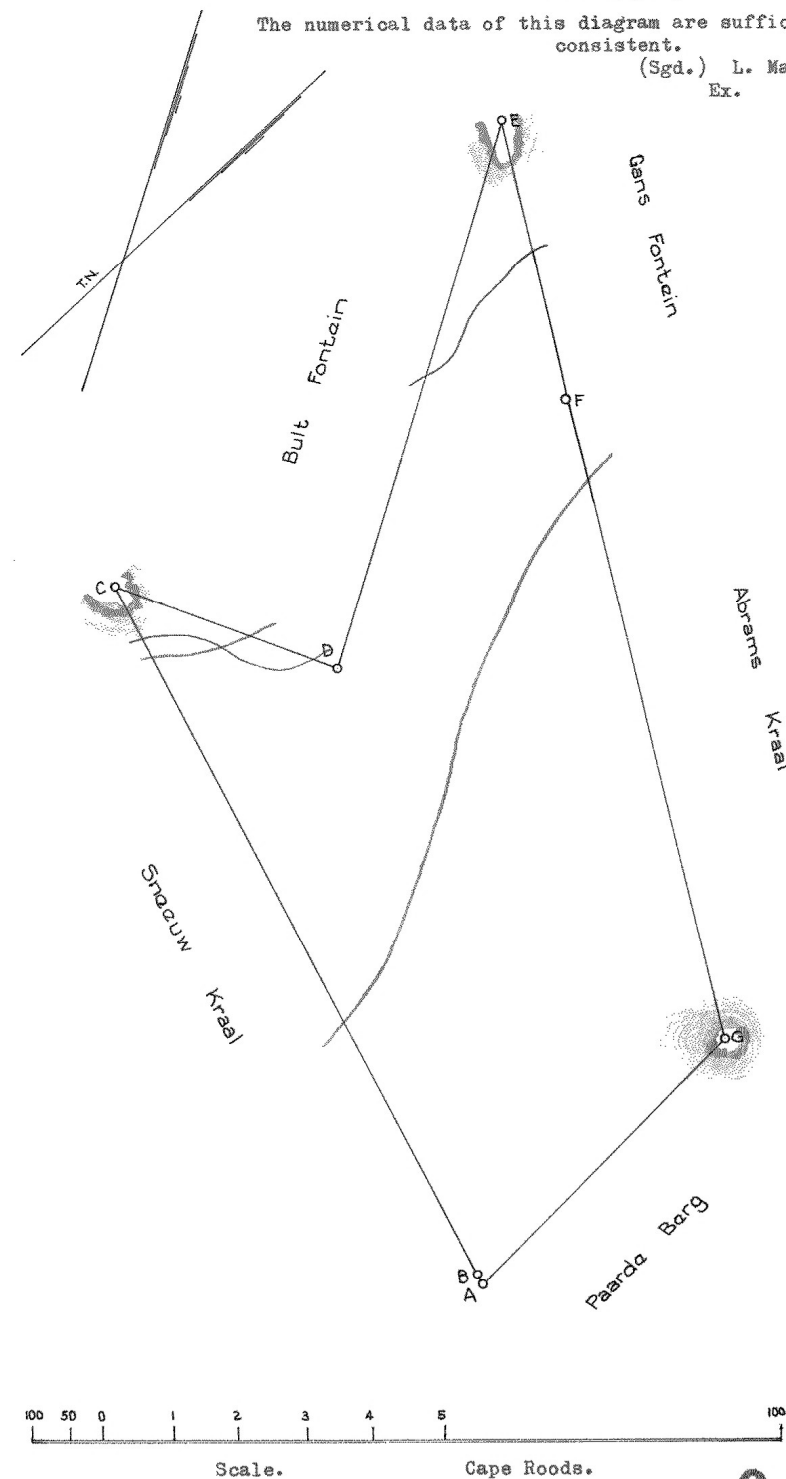 The numerical data of this diagram are suffic
consistent.
(Sgd.) L. Ma
Ex.
T.N.
E
Gans Fontein
Bult Fontein
F
C
D
Abrams Kraal
Sneeuw Kraal
G
B
A
Paarde Berg
100 50 0 1 2 3 4 5 100
Scale. Cape Roods.